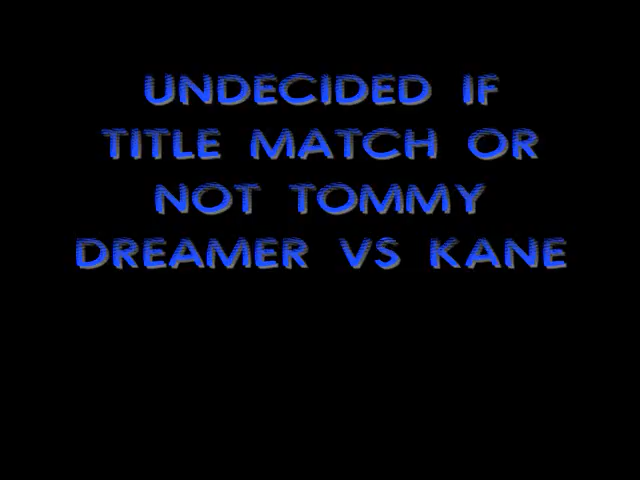 UNDECIDED IF
TITLE MATCH OR
NOT TOMMY
DREAMER VS KANE